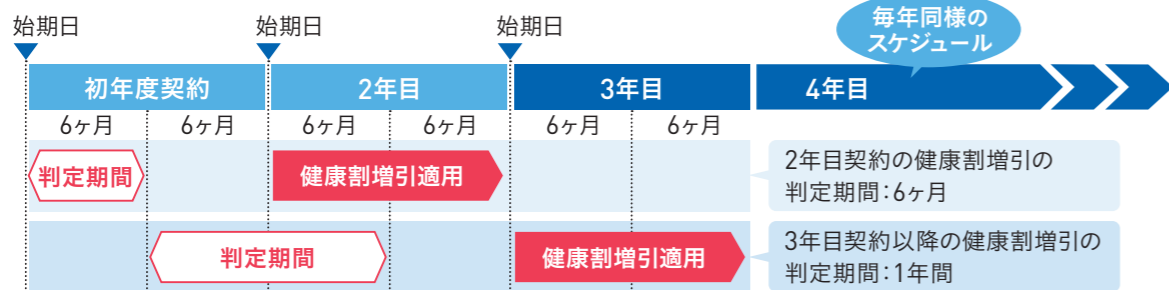 始期日 始期日 始期日
毎年同様の
スケジュール
初年度契約 2年目 3年目 4年目
6ヶ月 6ヶ月 6ヶ月 6ヶ月 6ヶ月 6ヶ月
判定期間 健康割増引適用
2年目契約の健康割増引の
判定期間：6ヶ月
判定期間 健康割増引適用
3年目契約以降の健康割増引の
判定期間：1年間